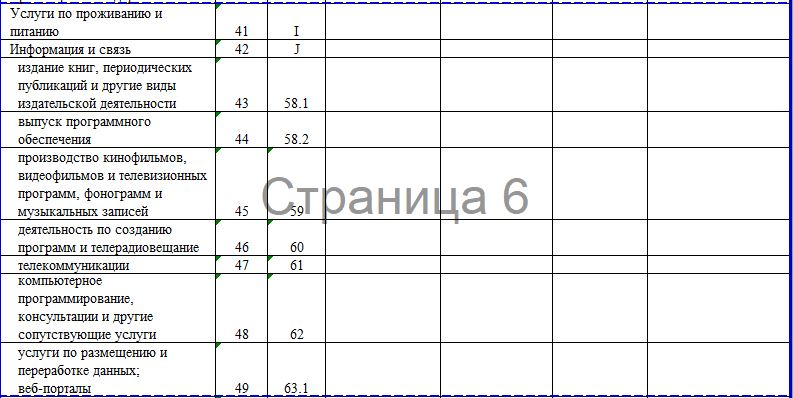 Услуги по проживанию и
питанию 41 I
Информация и связь 42 J
издание книг, периодических
публикаций и другие виды
издательской деятельности 43 58.1
выпуск программного
обеспечения 44 58.2
производство кинофильмов,
видеофильмов и телевизионных
программ, фонограмм и
музыкальных записей 45 59
Страница 6
деятельность по созданию
программ и телерадиовещание 46 60
телекоммуникации 47 61
компьютерное
программирование,
консультации и другие
сопутствующие услуги 48 62
услуги по размещению и
переработке данных;
веб-порталы 49 63.1